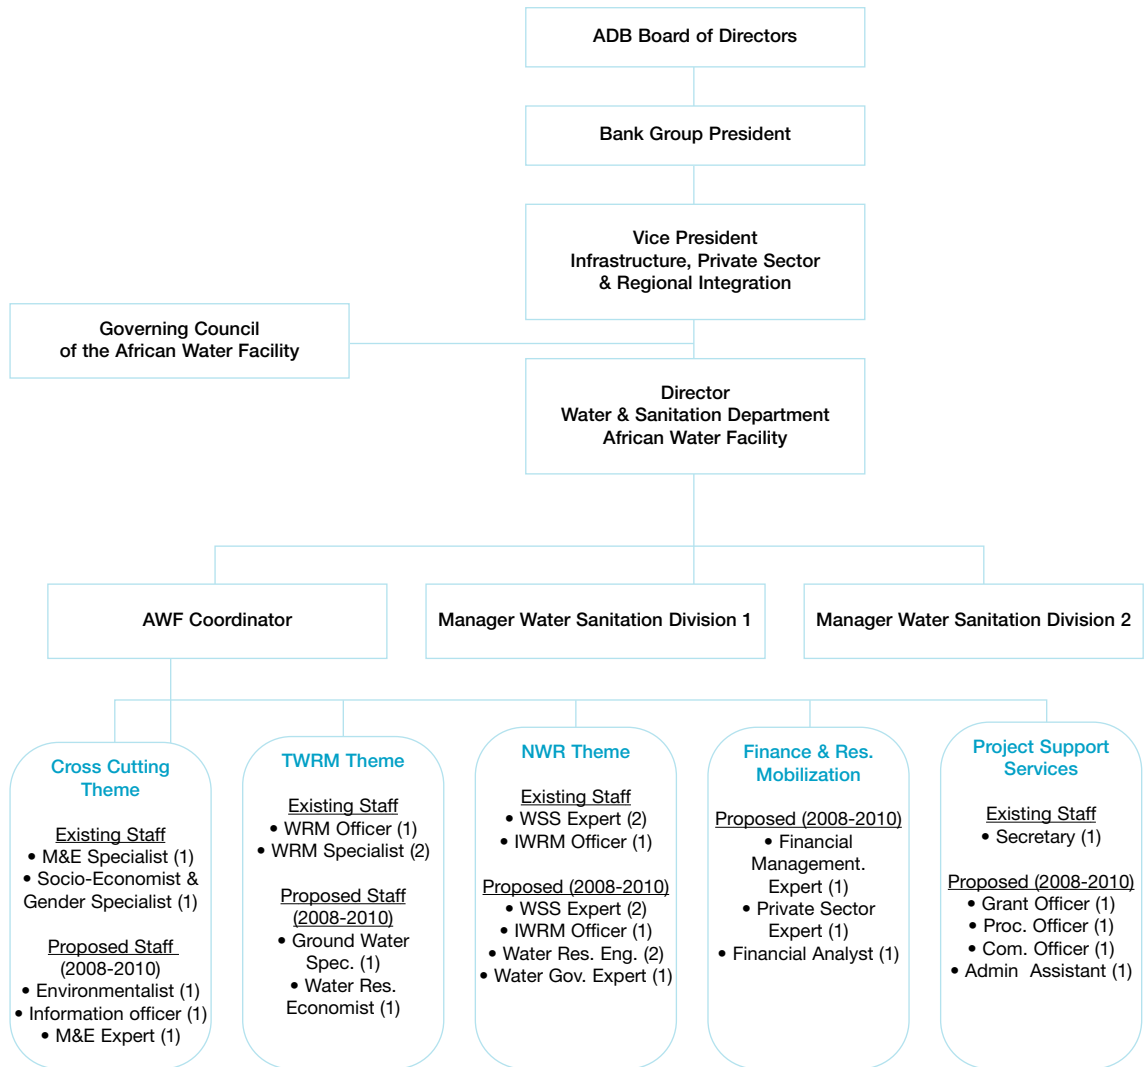 ADB Board of Directors
Bank Group President
Vice President
Infrastructure, Private Sector
& Regional Integration
Governing Council
of the African Water Facility
Director
Water & Sanitation Department
African Water Facility
AWF Coordinator
Manager Water Sanitation Division 1
Manager Water Sanitation Division 2
Cross Cutting
Theme
Existing Staff
• M&E Specialist (1)
• Socio-Economist &
Gender Specialist (1)
Proposed Staff
(2008-2010)
• Environmentalist (1)
• Information officer (1)
• M&E Expert (1)
TWRM Theme
Existing Staff
• WRM Officer (1)
• WRM Specialist (2)
Proposed Staff
(2008-2010)
• Ground Water
Spec. (1)
• Water Res.
Economist (1)
NWR Theme
Existing Staff
• WSS Expert (2)
• IWRM Officer (1)
Proposed (2008-2010)
• WSS Expert (2)
• IWRM Officer (1)
• Water Res. Eng. (2)
• Water Gov. Expert (1)
Finance & Res.
Mobilization
Proposed (2008-2010)
• Financial
Management.
Expert (1)
• Private Sector
Expert (1)
• Financial Analyst (1)
Project Support
Services
Existing Staff
• Secretary (1)
Proposed (2008-2010)
• Grant Officer (1)
• Proc. Officer (1)
• Com. Officer (1)
• Admin Assistant (1)